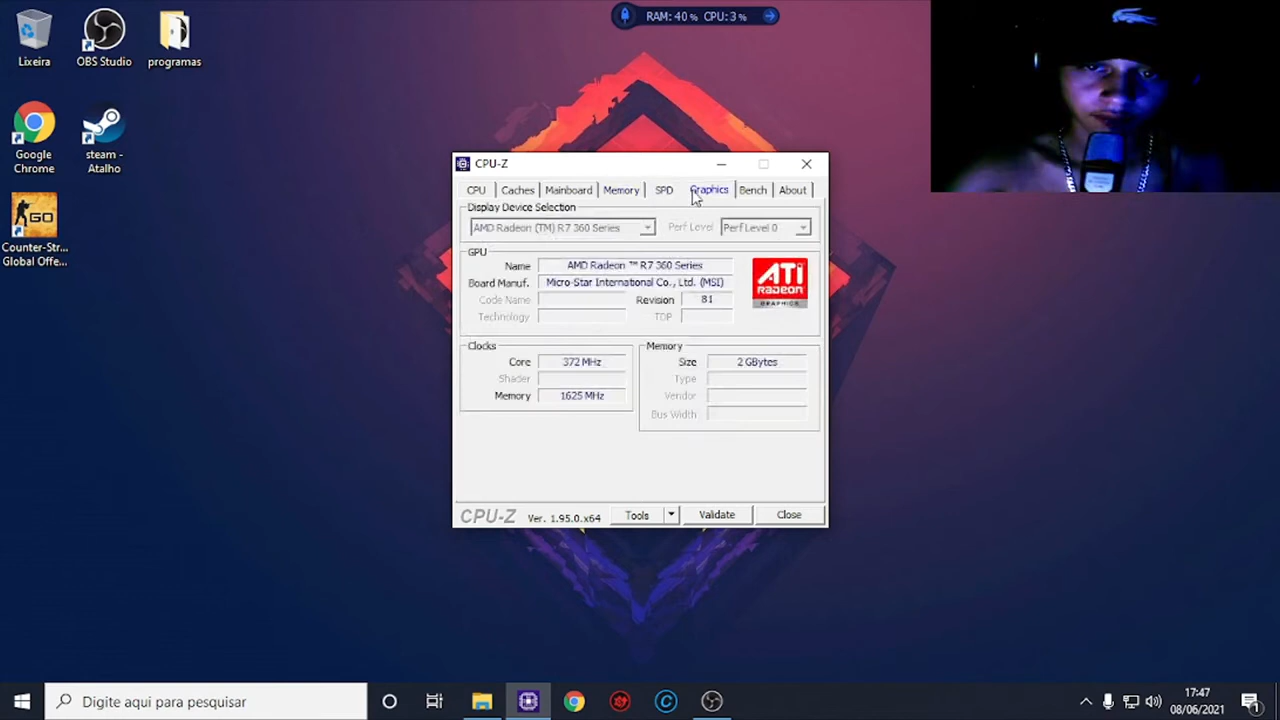 RAM: 40 % CPU: 3 %
Lixeira
OBS Studio
programas
Google Chrome
steam - Atalho
GO
Counter-Str... Global Offe...
CPU-Z
CPU Caches Mainboard Memory SPD Graphics Bench About
Display Device Selection
AMD Radeon (TM) R7 360 Series Perf Level Perf Level 0
GPU
Name AMD Radeon ™ R7 360 Series
Board Manuf. Micro-Star International Co., Ltd. (MSI)
Code Name Revision 81
Technology TDP
ATI
RADEON
GRAPHICS
Clocks
Core 372 MHz
Shader
Memory 1625 MHz
Memory
Size 2 GBytes
Type
Vendor
Bus Width
CPU-Z Ver. 1.95.0.x64 Tools Validate Close
Digite aqui para pesquisar
17:47
08/06/2021
1